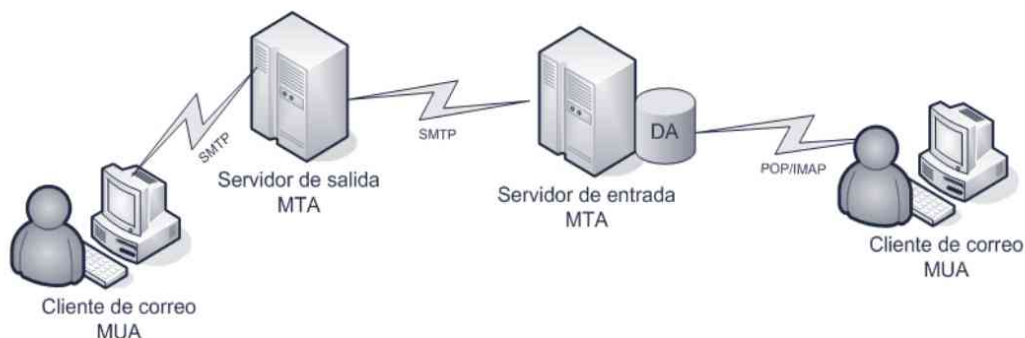 SMTP
Servidor de salida
MTA
SMTP
DA
Servidor de entrada
MTA
POP/IMAP
Cliente de correo
MUA
Cliente de correo
MUA